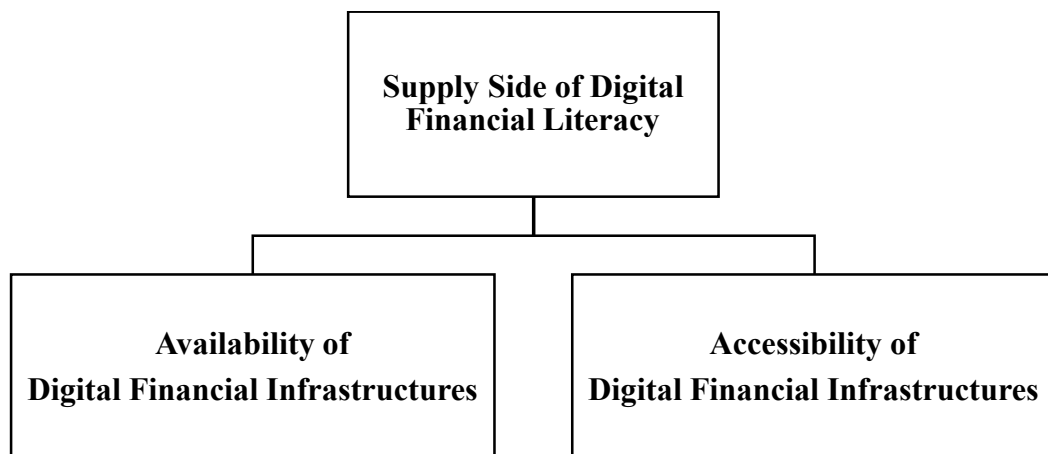 Supply Side of Digital
Financial Literacy
Availability of
Digital Financial Infrastructures
Accessibility of
Digital Financial Infrastructures